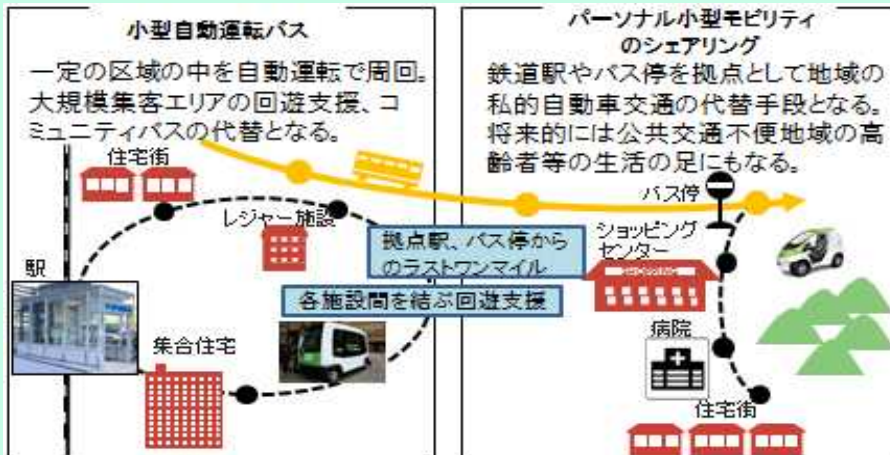 小型自動運転バス
一定の区域の中を自動運転で周回。
大規模集客エリアの回遊支援、コ
ミュニティバスの代替となる。
住宅街
レジャー施設
駅
集合住宅
拠点駅、バス停から
のラストワンマイル
各施設間を結ぶ回遊支援
パーソナル小型モビリティ
のシェアリング
鉄道駅やバス停を拠点として地域の
私的自動車交通の代替手段となる。
将来的には公共交通不便地域の高
齢者等の生活の足にもなる。
バス停
ショッピング
センター
SHOPPING
病院
住宅街